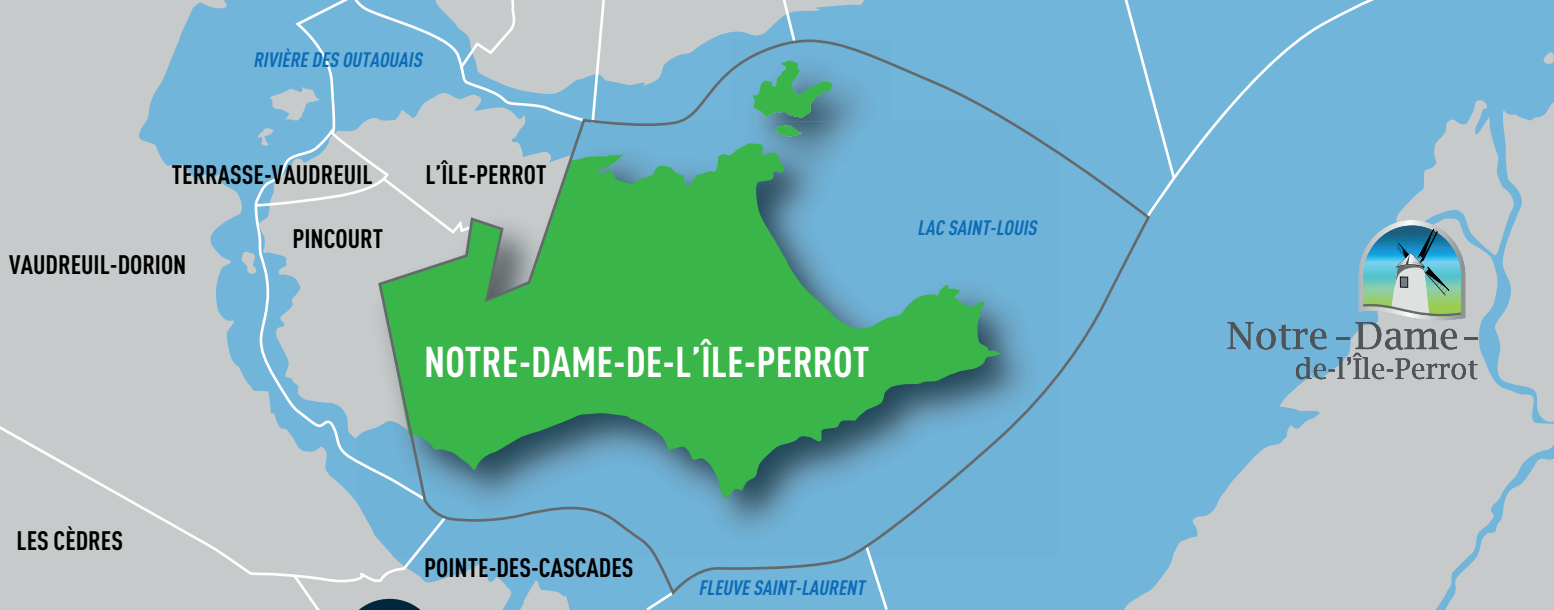 RIVIÈRE DES OUTAOUAIS
TERRASSE-VAUDREUIL
L'ÎLE-PERROT
PINCOURT
LAC SAINT-LOUIS
VAUDREUIL-DORION
NOTRE-DAME-DE-L'ÎLE-PERROT
Notre-Dame-
de-l'Île-Perrot
LES CÈDRES
POINTE-DES-CASCADES
FLEUVE SAINT-LAURENT